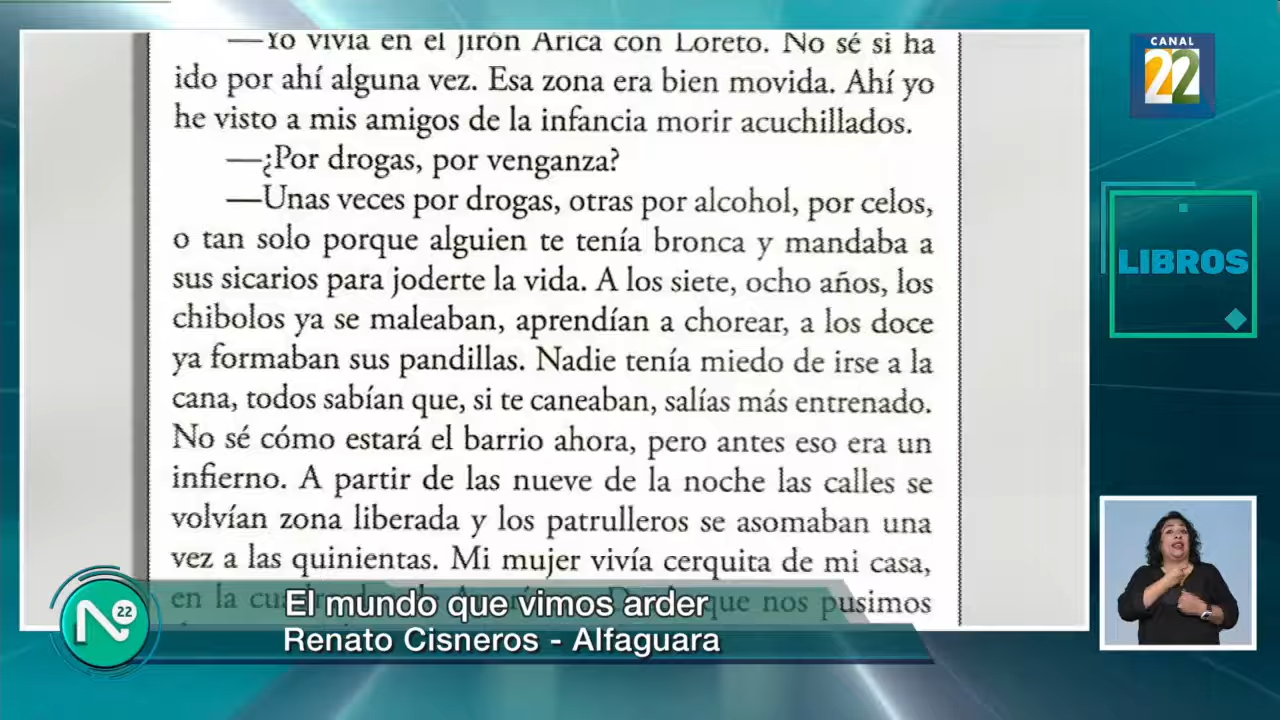 —Yo vivía en el jirón Arica con Loreto. No sé si ha
ido por ahí alguna vez. Esa zona era bien movida. Ahí yo
he visto a mis amigos de la infancia morir acuchillados.
—¿Por drogas, por venganza?
—Unas veces por drogas, otras por alcohol, por celos,
o tan solo porque alguien te tenía bronca y mandaba a
sus sicarios para joderte la vida. A los siete, ocho años, los
chibolos ya se maleaban, aprendían a chorear, a los doce
ya formaban sus pandillas. Nadie tenía miedo de irse a la
cana, todos sabían que, si te caneaban, salías más entrenado.
No sé cómo estará el barrio ahora, pero antes eso era un
infierno. A partir de las nueve de la noche las calles se
volvían zona liberada y los patrulleros se asomaban una
vez a las quinientas. Mi mujer vivía cerquita de mi casa,
en la que nos pusimos
El mundo que vimos arder
Renato Cisneros - Alfaguara
N22
CANAL
22
LIBROS